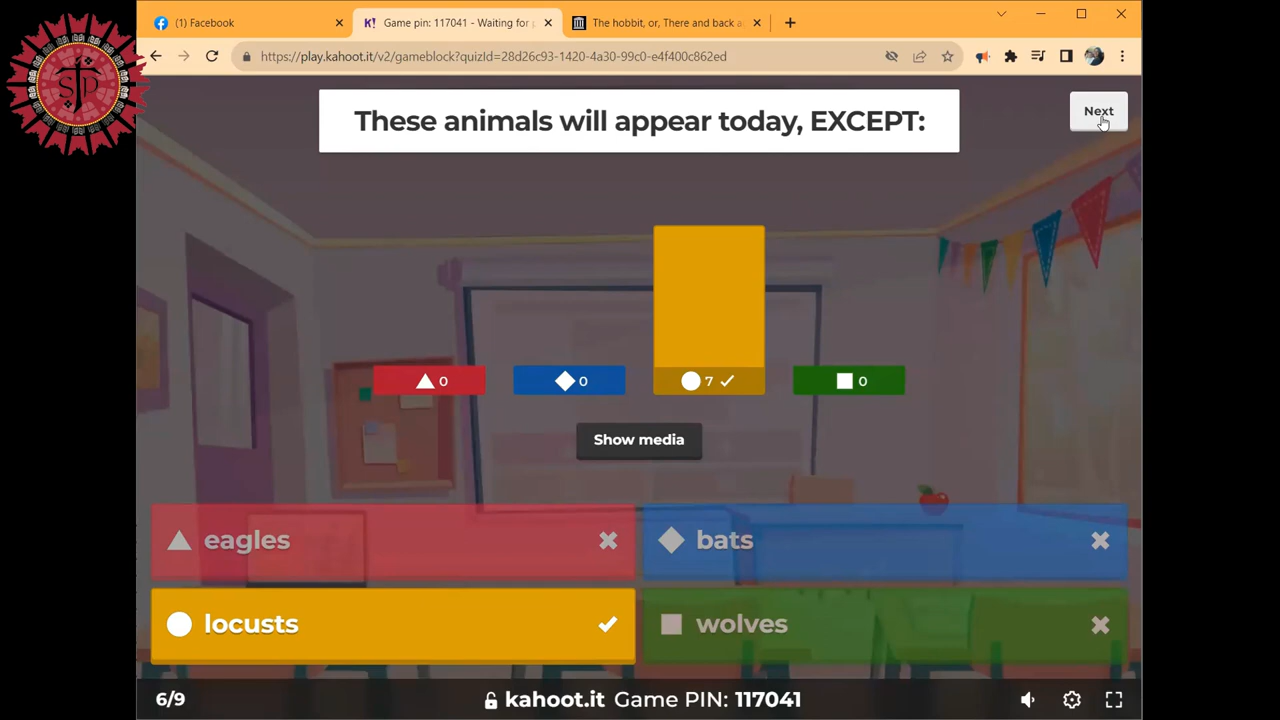 (1) Facebook
K! Game pin: 117041 - Waiting for
The hobbit, or, There and back
https://play.kahoot.it/v2/gameblock?quizId=28d26c93-1420-4a30-99c0-e4f400c862ed
These animals will appear today, EXCEPT:
Next
0
0
7
0
Show media
eagles
bats
locusts
wolves
6/9
kahoot.it Game PIN: 117041